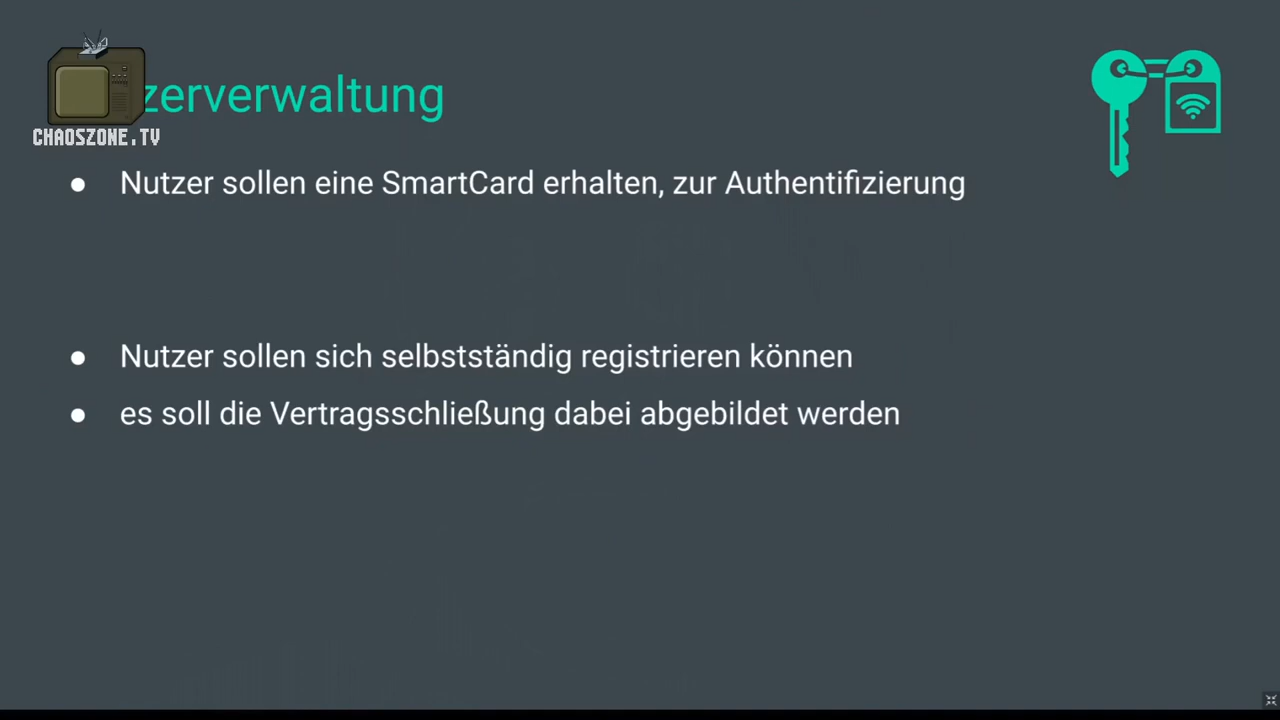 zerverwaltung
CHAOSZONE.TV
● Nutzer sollen eine SmartCard erhalten, zur Authentifizierung
● Nutzer sollen sich selbstständig registrieren können
● es soll die Vertragsschließung dabei abgebildet werden